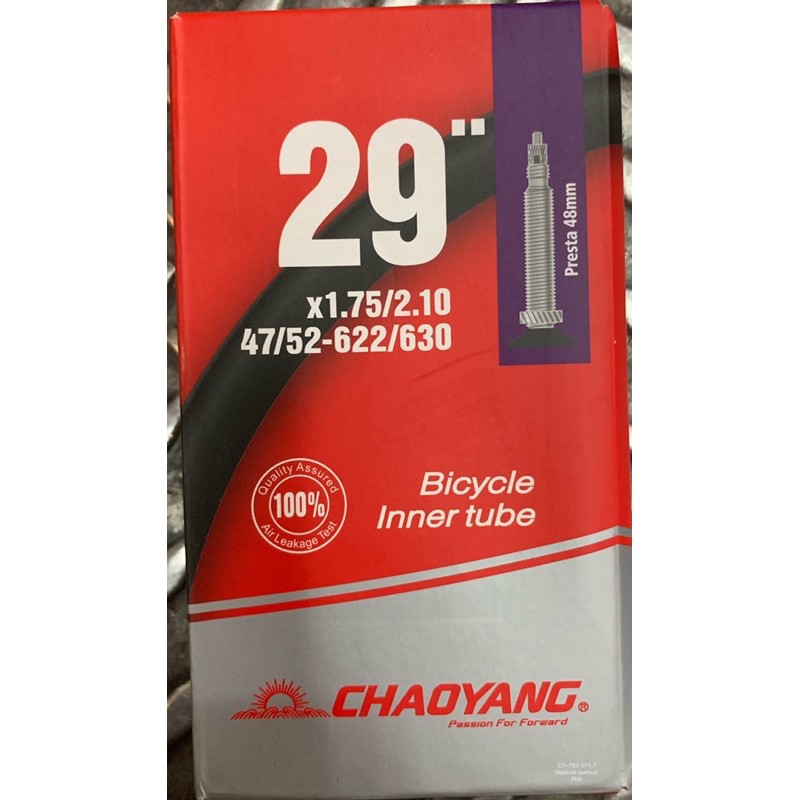 29"
x1.75/2.10
47/52-622/630
Presta 48mm
Quality Assured
100%
Air Leakage Test
Bicycle
Inner tube
CHAOYANG®
Passion For Forward